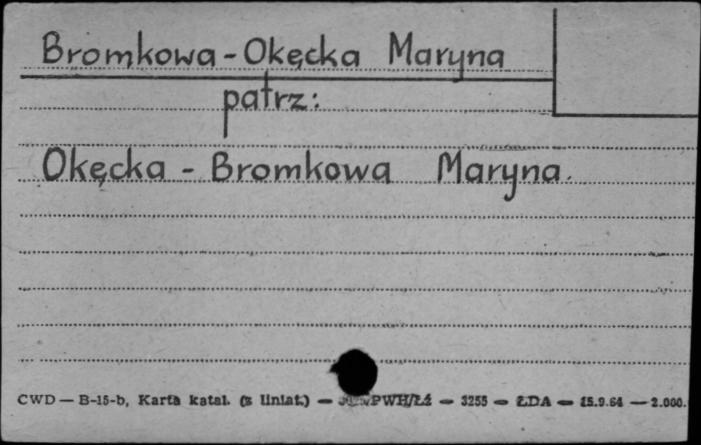 Bromkowa-Okęcka Maryna
patrz:
Okęcka - Bromkowa Maryna.
CWD — B-15-b, Karta katal. (z liniat.) — PWH/Łź — 3255 — ŁDA — 15.9.64 — 2.000.